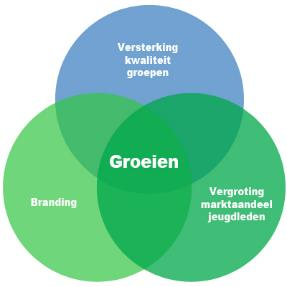 Versterking
kwaliteit
groepen
Groeien
Branding
Vergroting
marktaandeel
jeugdleden